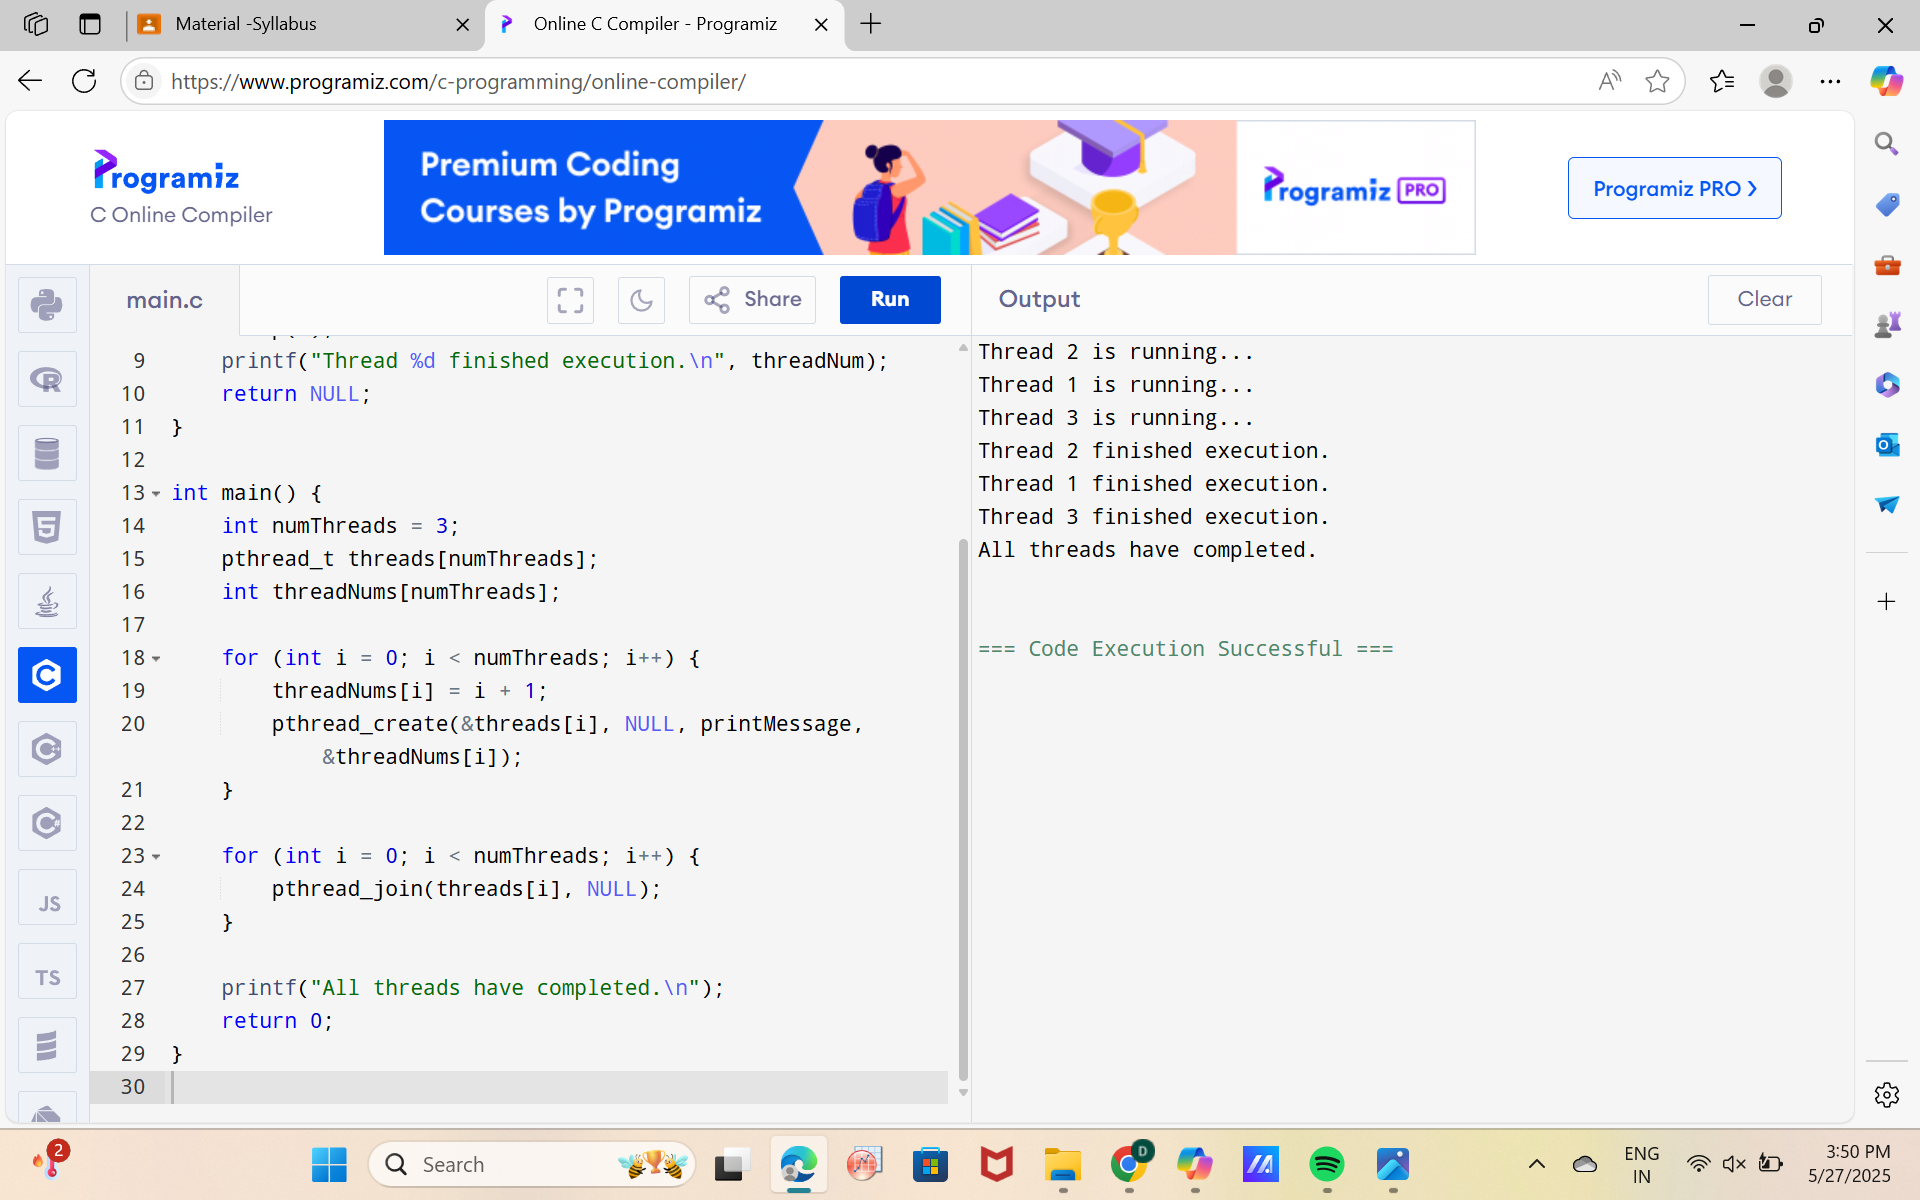 Material -Syllabus
Online C Compiler - Programiz
https://www.programiz.com/c-programming/online-compiler/
Programiz
C Online Compiler
Premium Coding
Courses by Programiz
Programiz PRO
Programiz PRO ❯
main.c
Share
Run
Output
Clear
9 printf("Thread %d finished execution.\n", threadNum);
10 return NULL;
11 }
12
13 int main() {
14 int numThreads = 3;
15 pthread_t threads[numThreads];
16 int threadNums[numThreads];
17
18 for (int i = 0; i < numThreads; i++) {
19 threadNums[i] = i + 1;
20 pthread_create(&threads[i], NULL, printMessage,
&threadNums[i]);
21 }
22
23 for (int i = 0; i < numThreads; i++) {
24 pthread_join(threads[i], NULL);
25 }
26
27 printf("All threads have completed.\n");
28 return 0;
29 }
30
Thread 2 is running...
Thread 1 is running...
Thread 3 is running...
Thread 2 finished execution.
Thread 1 finished execution.
Thread 3 finished execution.
All threads have completed.
=== Code Execution Successful ===
JS
TS
2
Search
D
ENG
IN
3:50 PM
5/27/2025